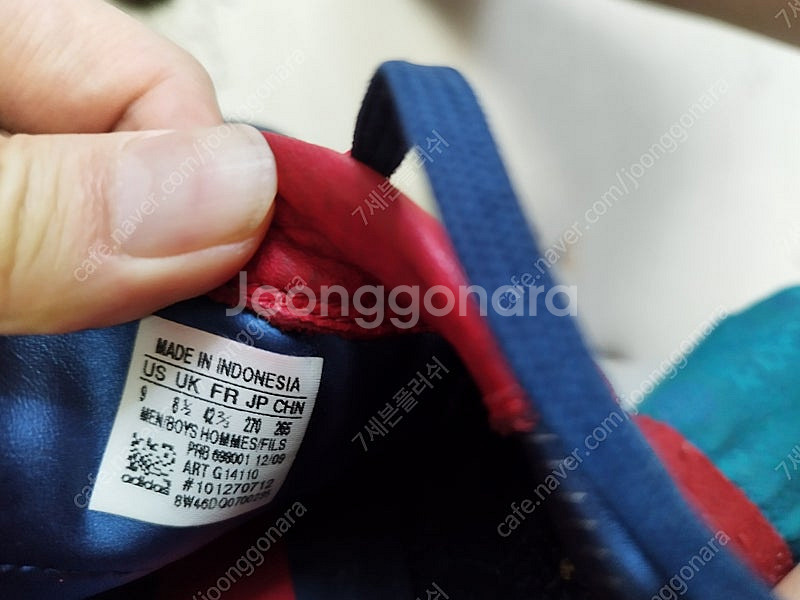 Joonggonara
MADE IN INDONESIA
US UK FR JP CHN
9 8½ 42⅔ 270 265
MEN/BOYS HOMMES/FILS
PRB 698001 12/09
ART G14110
#101270712
adidas
7세븐플러쉬
cafe.naver.com/joonggonara